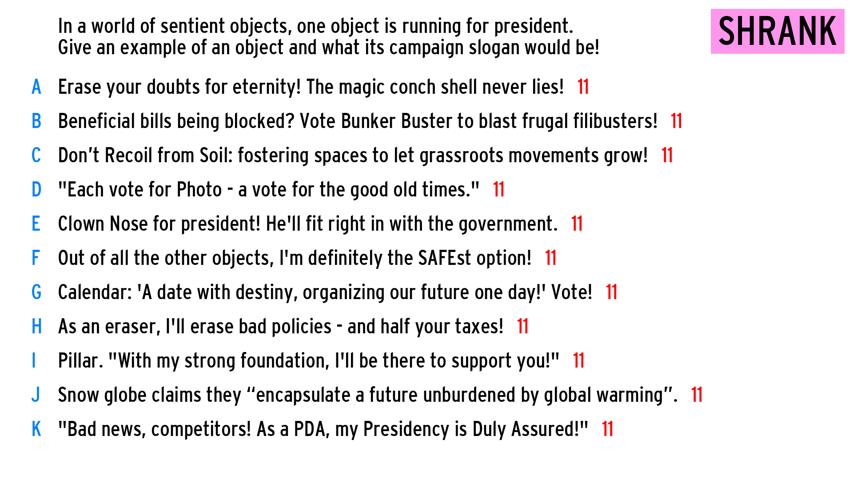 In a world of sentient objects, one object is running for president.
Give an example of an object and what its campaign slogan would be!
SHRANK
A Erase your doubts for eternity! The magic conch shell never lies! 11
B Beneficial bills being blocked? Vote Bunker Buster to blast frugal filibusters! 11
C Don't Recoil from Soil: fostering spaces to let grassroots movements grow! 11
D "Each vote for Photo - a vote for the good old times." 11
E Clown Nose for president! He'll fit right in with the government. 11
F Out of all the other objects, I'm definitely the SAFEst option! 11
G Calendar: 'A date with destiny, organizing our future one day!' Vote! 11
H As an eraser, I'll erase bad policies - and half your taxes! 11
I Pillar. "With my strong foundation, I'll be there to support you!" 11
J Snow globe claims they “encapsulate a future unburdened by global warming”. 11
K "Bad news, competitors! As a PDA, my Presidency is Duly Assured!" 11